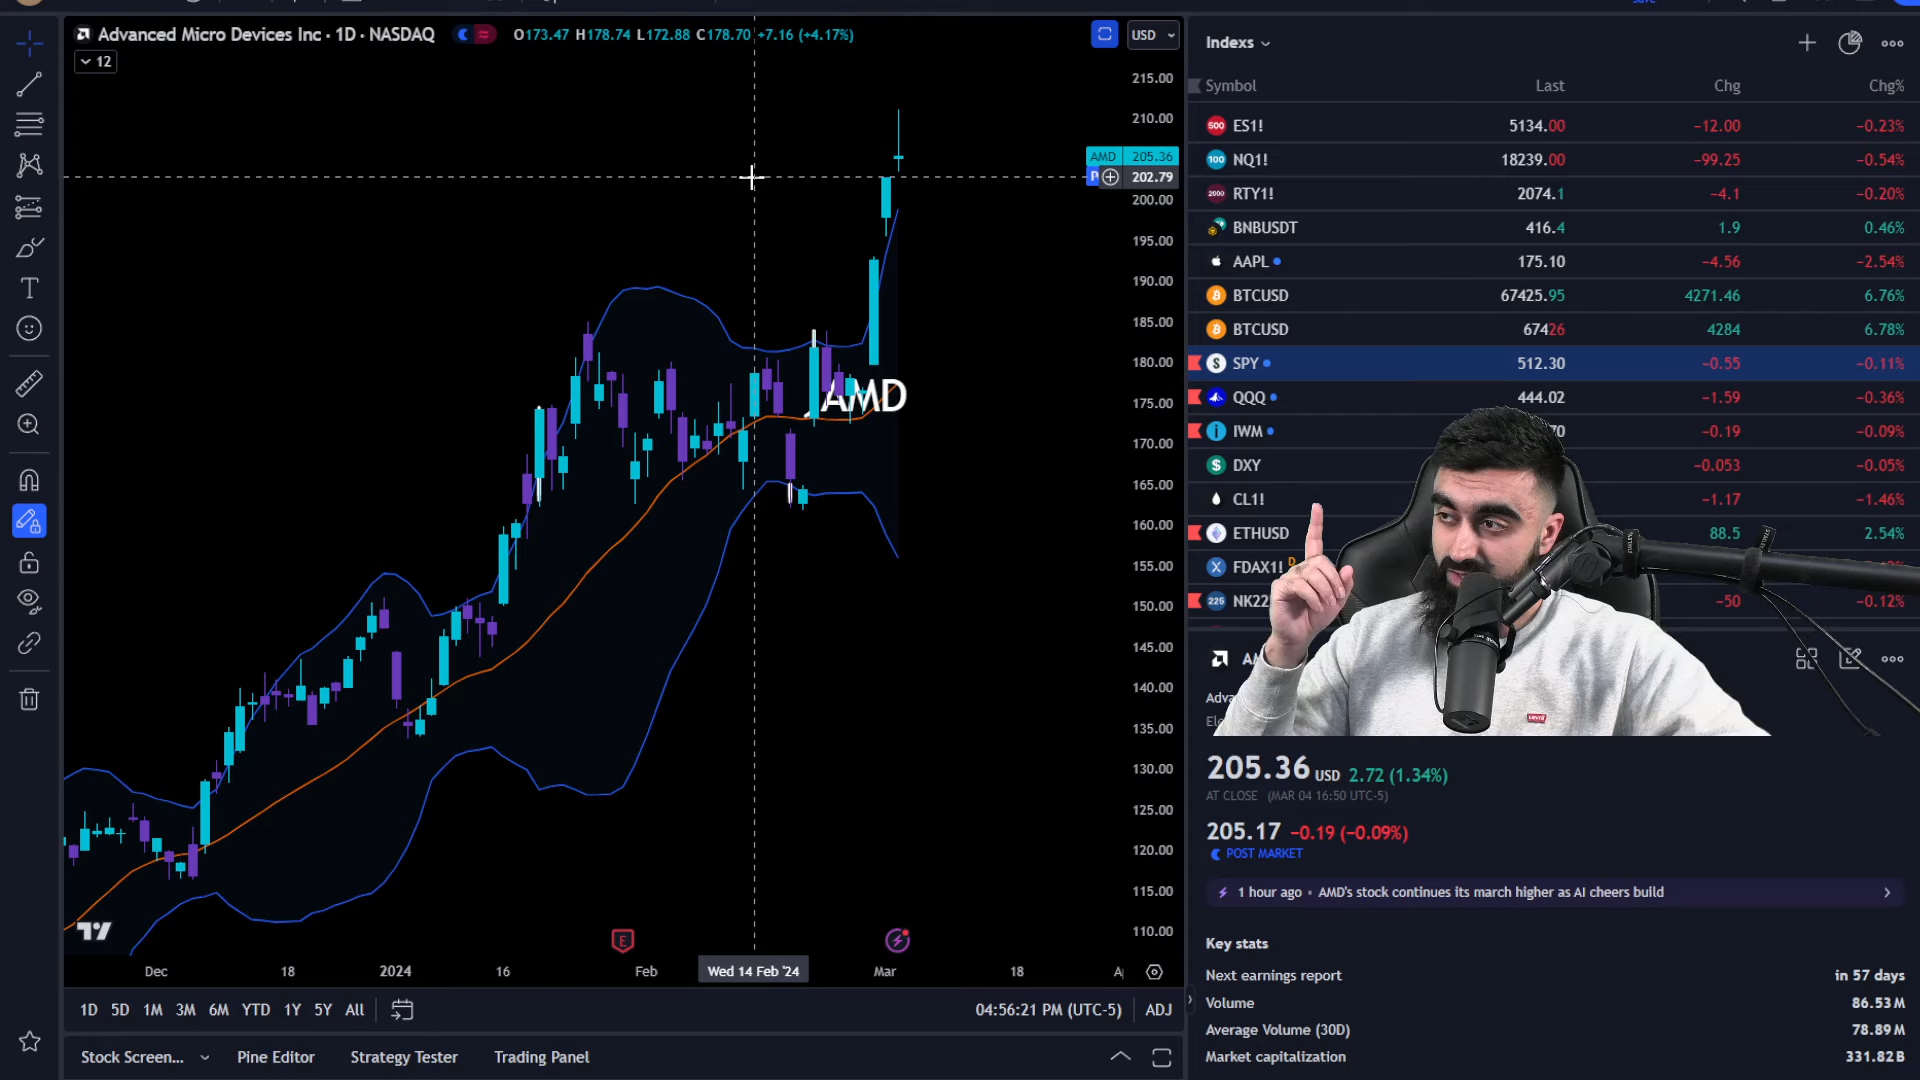 Advanced Micro Devices Inc · 1D · NASDAQ
O173.47 H178.74 L172.88 C178.70 +7.16 (+4.17%)
USD
12
215.00
210.00
AMD 205.36
202.79
200.00
195.00
190.00
185.00
180.00
175.00
170.00
165.00
160.00
155.00
150.00
145.00
140.00
135.00
130.00
125.00
120.00
115.00
110.00
AMD
E
Dec
18
2024
16
Feb
Wed 14 Feb '24
Mar
18
1D 5D 1M 3M 6M YTD 1Y 5Y All
04:56:21 PM (UTC-5)
ADJ
Stock Screen...
Pine Editor
Strategy Tester
Trading Panel
Indexs
Symbol Last Chg Chg%
500 ES1! 5134.00 −12.00 −0.23%
100 NQ1! 18239.00 −99.25 −0.54%
2000 RTY1! 2074.1 −4.1 −0.20%
BNBUSDT 416.4 1.9 0.46%
AAPL 175.10 −4.56 −2.54%
BTCUSD 67425.95 4271.46 6.76%
BTCUSD 67426 4284 6.78%
SPY 512.30 −0.55 −0.11%
QQQ 444.02 −1.59 −0.36%
IWM −0.19 −0.09%
DXY −0.053 −0.05%
CL1! −1.17 −1.46%
ETHUSD 88.5 2.54%
FDAX1! D
225 NK22 −50 −0.12%
Levi's
205.36 USD 2.72 (1.34%)
AT CLOSE (MAR 04 16:50 UTC-5)
205.17 −0.19 (−0.09%)
POST MARKET
1 hour ago • AMD's stock continues its march higher as AI cheers build
Key stats
Next earnings report in 57 days
Volume 86.53M
Average Volume (30D) 78.89M
Market capitalization 331.82B